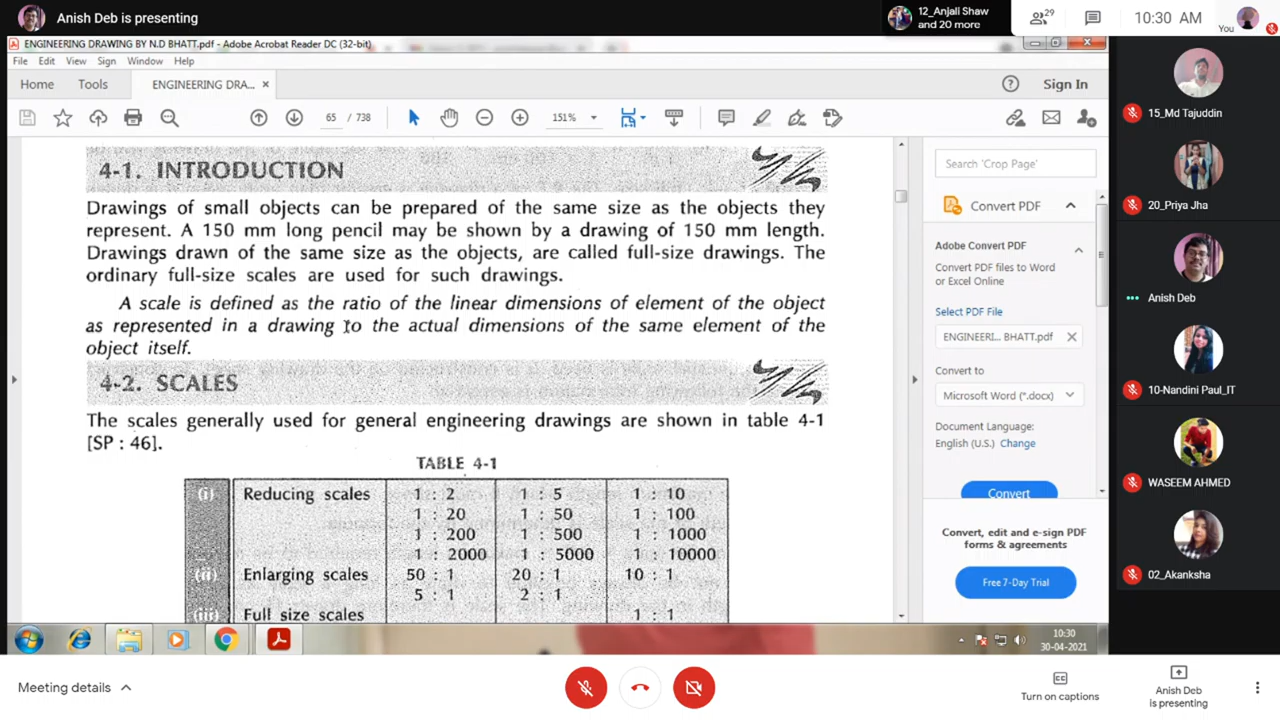 Anish Deb is presenting
12_Anjali Shaw
and 20 more
29
10:30 AM
You
ENGINEERING DRAWING BY N.D BHATT.pdf - Adobe Acrobat Reader DC (32-bit)
File Edit View Sign Window Help
Home Tools ENGINEERING DRA... ×
Sign In
65 / 738
151%
4-1. INTRODUCTION
Drawings of small objects can be prepared of the same size as the objects they
represent. A 150 mm long pencil may be shown by a drawing of 150 mm length.
Drawings drawn of the same size as the objects, are called full-size drawings. The
ordinary full-size scales are used for such drawings.
A scale is defined as the ratio of the linear dimensions of element of the object
as represented in a drawing to the actual dimensions of the same element of the
object itself.
4-2. SCALES
The scales generally used for general engineering drawings are shown in table 4-1
[SP : 46].
TABLE 4-1
(i) Reducing scales 1 : 2 1 : 5 1 : 10
1 : 20 1 : 50 1 : 100
1 : 200 1 : 500 1 : 1000
1 : 2000 1 : 5000 1 : 10000
(ii) Enlarging scales 50 : 1 20 : 1 10 : 1
5 : 1 2 : 1
(iii) Full size scales 1 : 1
Search 'Crop Page'
Convert PDF
Adobe Convert PDF
Convert PDF files to Word
or Excel Online
Select PDF File
ENGINEERI... BHATT.pdf
Convert to
Microsoft Word (*.docx)
Document Language:
English (U.S.) Change
Convert
Convert, edit and e-sign PDF
forms & agreements
Free 7-Day Trial
15_Md Tajuddin
20_Priya Jha
Anish Deb
10-Nandini Paul_IT
WASEEM AHMED
02_Akanksha
10:30
30-04-2021
Meeting details
Turn on captions
Anish Deb
is presenting